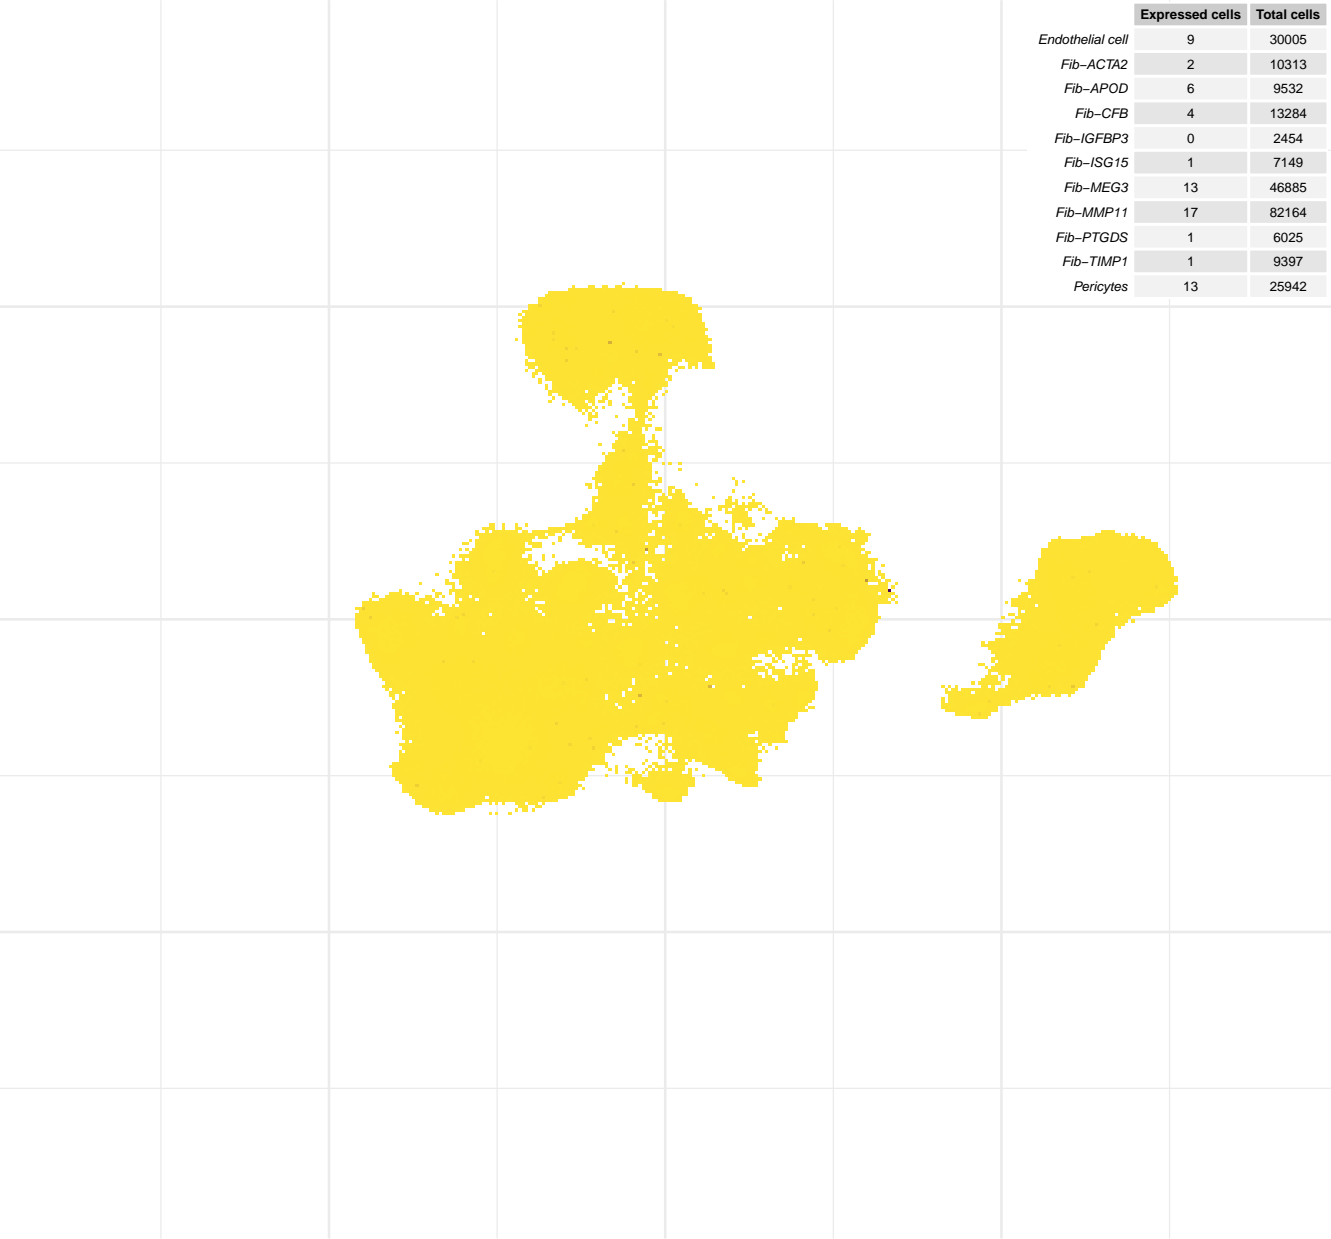 Expressed cells Total cells
Endothelial cell 9 30005
Fib−ACTA2 2 10313
Fib−APOD 6 9532
Fib−CFB 4 13284
Fib−IGFBP3 0 2454
Fib−ISG15 1 7149
Fib−MEG3 13 46885
Fib−MMP11 17 82164
Fib−PTGDS 1 6025
Fib−TIMP1 1 9397
Pericytes 13 25942